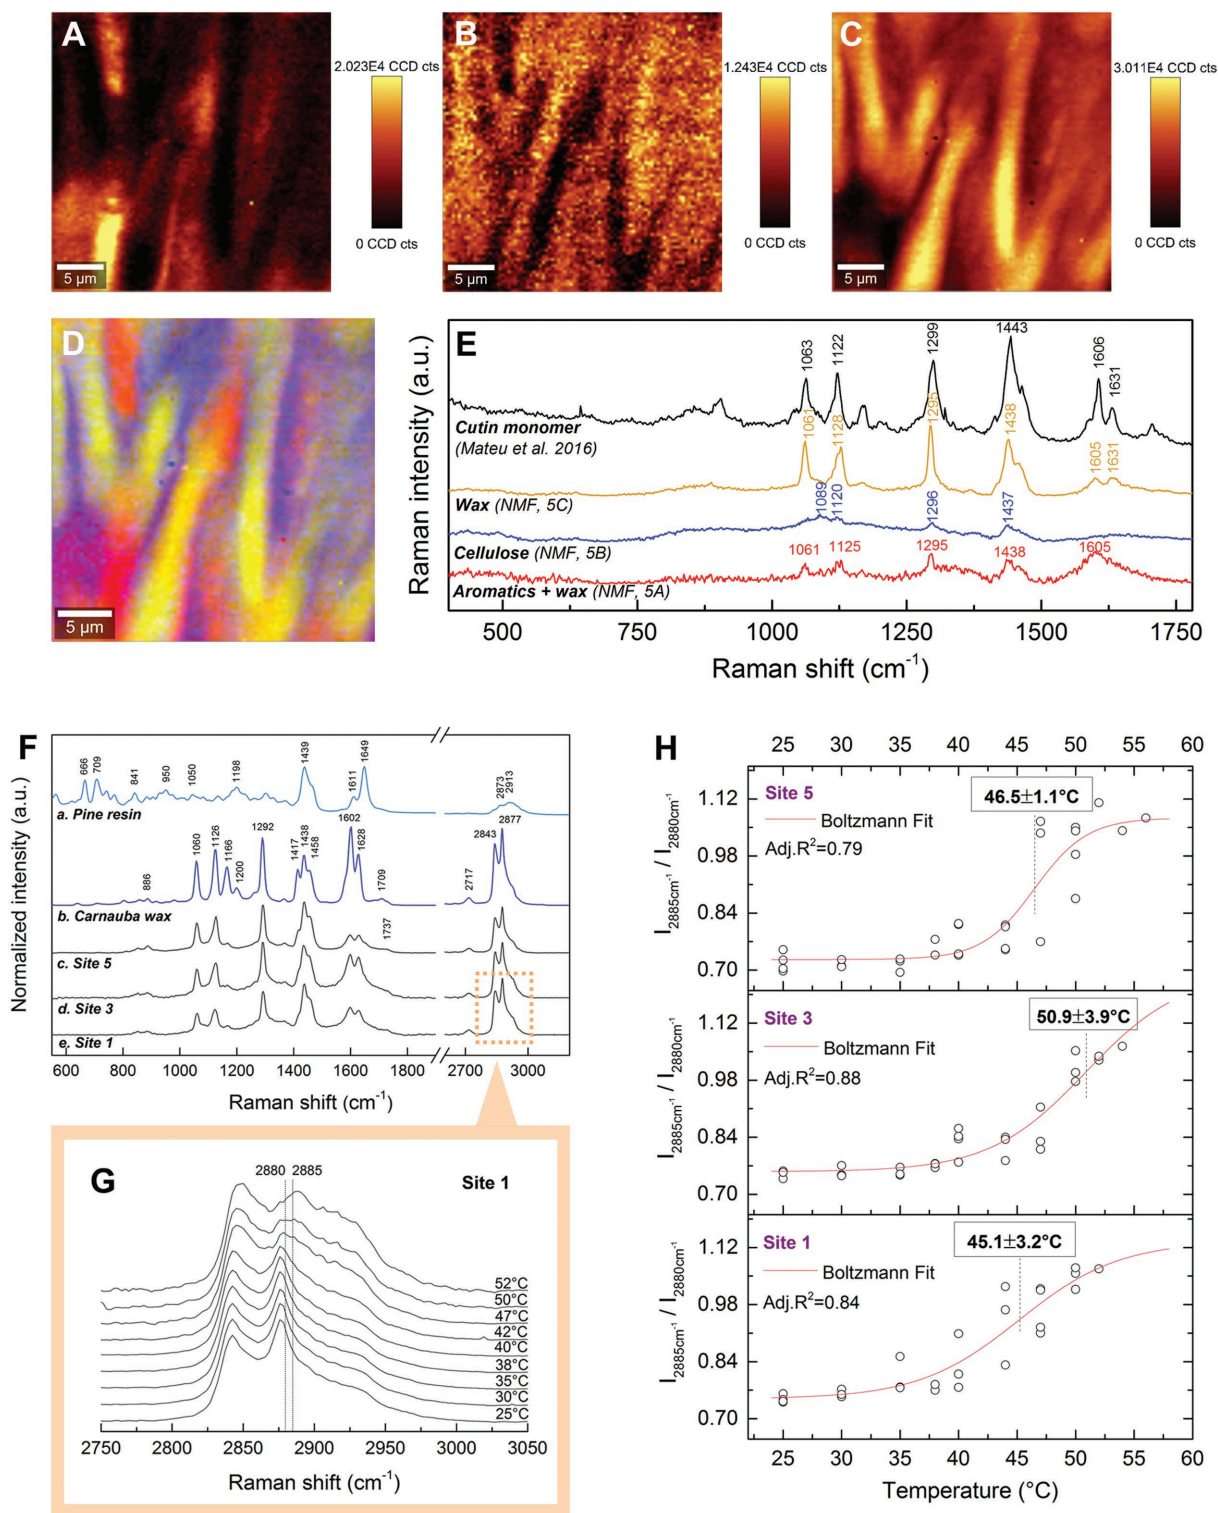 A
2.023E4 CCD cts
0 CCD cts
5 µm
B
1.243E4 CCD cts
0 CCD cts
5 µm
C
3.011E4 CCD cts
0 CCD cts
5 µm
D
5 µm
E
Raman intensity (a.u.)
1063
1122
1299
1443
1606
1631
Cutin monomer
(Mateu et al. 2016)
1061
1128
1295
1438
1605
1631
Wax (NMF, 5C)
1089
1120
1296
1437
Cellulose (NMF, 5B)
1061
1125
1295
1438
1605
Aromatics + wax (NMF, 5A)
500 750 1000 1250 1500 1750
Raman shift (cm-1)
F
Normalized intensity (a.u.)
666
709
841
950
1050
1198
1439
1611
1649
2873
2913
a. Pine resin
886
1060
1126
1166
1200
1292
1417
1438
1458
1602
1628
1709
2717
2843
2877
b. Carnauba wax
1737
c. Site 5
d. Site 3
e. Site 1
600 800 1000 1200 1400 1600 1800 2700 3000
Raman shift (cm-1)
G
2880 2885
Site 1
52°C
50°C
47°C
42°C
40°C
38°C
35°C
30°C
25°C
2750 2800 2850 2900 2950 3000 3050
Raman shift (cm-1)
H
25 30 35 40 45 50 55 60
I2885cm-1 / I2880cm-1
1.12
0.98
0.84
0.70
Site 5
Boltzmann Fit
Adj.R2=0.79
46.5±1.1°C
I2885cm-1 / I2880cm-1
1.12
0.98
0.84
0.70
Site 3
Boltzmann Fit
Adj.R2=0.88
50.9±3.9°C
I2885cm-1 / I2880cm-1
1.12
0.98
0.84
0.70
Site 1
Boltzmann Fit
Adj.R2=0.84
45.1±3.2°C
25 30 35 40 45 50 55 60
Temperature (°C)